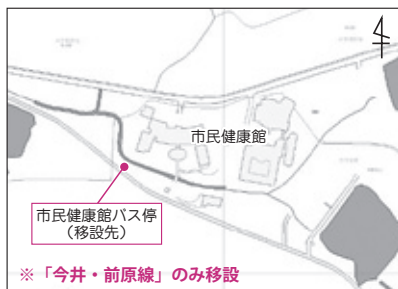 市民健康館
市民健康館バス停
（移設先）
※「今井・前原線」のみ移設